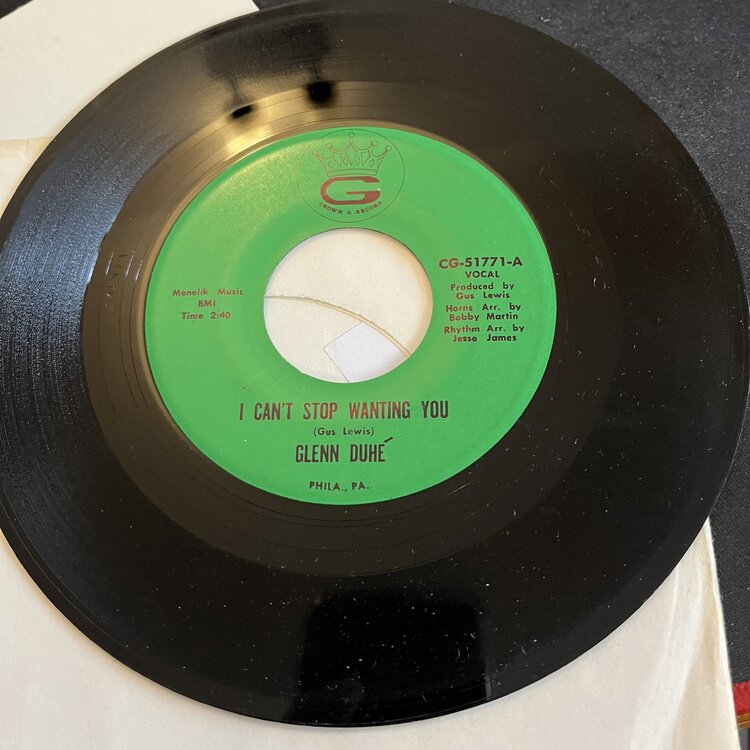 G
CROWN G RECORD
CG-51771-A
VOCAL
Produced by
Gus Lewis
Horns Arr. by
Bobby Martin
Rhythm Arr. by
Jesse James
Menelik Music
BMI
Time 2:40
I CAN'T STOP WANTING YOU
(Gus Lewis)
GLENN DUHÉ
PHILA., PA.